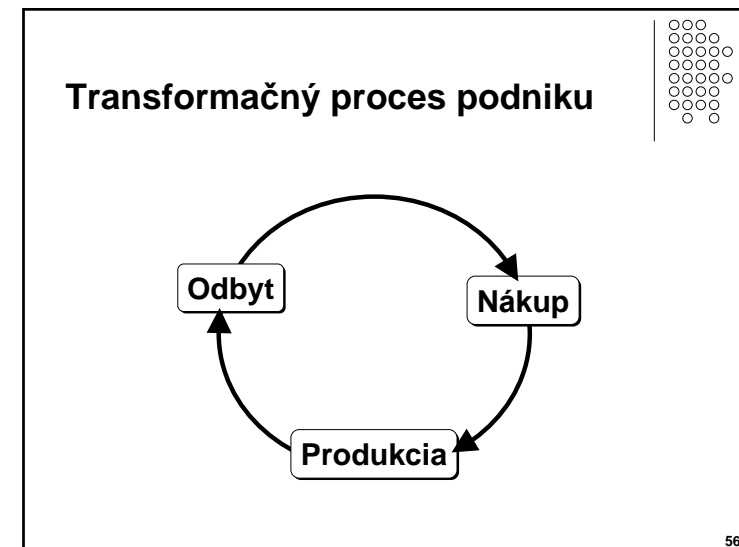 Transformačný proces podniku
Odbyt
Nákup
Produkcia
56